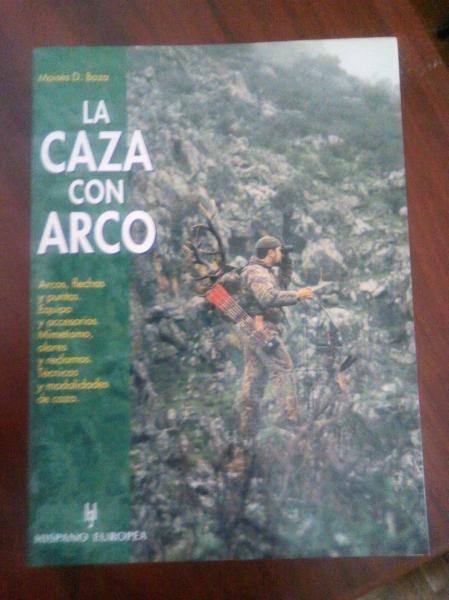 Moisés D. Boza
LA
CAZA
CON
ARCO
Arcos, flechas
y puntas.
Equipo
y accesorios.
Mimetismo,
olores
y reclamos.
Técnicas
y modalidades
de caza.
HISPANO EUROPEA